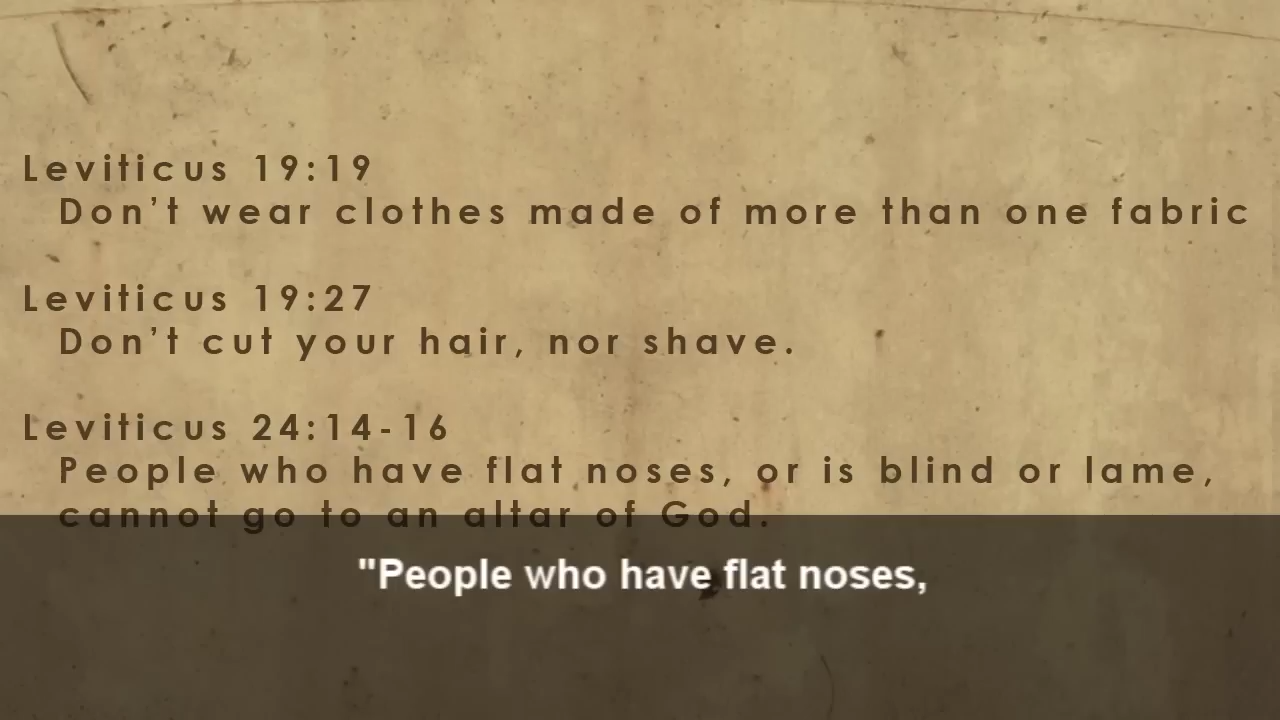 Leviticus 19:19
Don't wear clothes made of more than one fabric
Leviticus 19:27
Don't cut your hair, nor shave.
Leviticus 24:14-16
People who have flat noses, or is blind or lame,
cannot go to an altar of God.
"People who have flat noses,